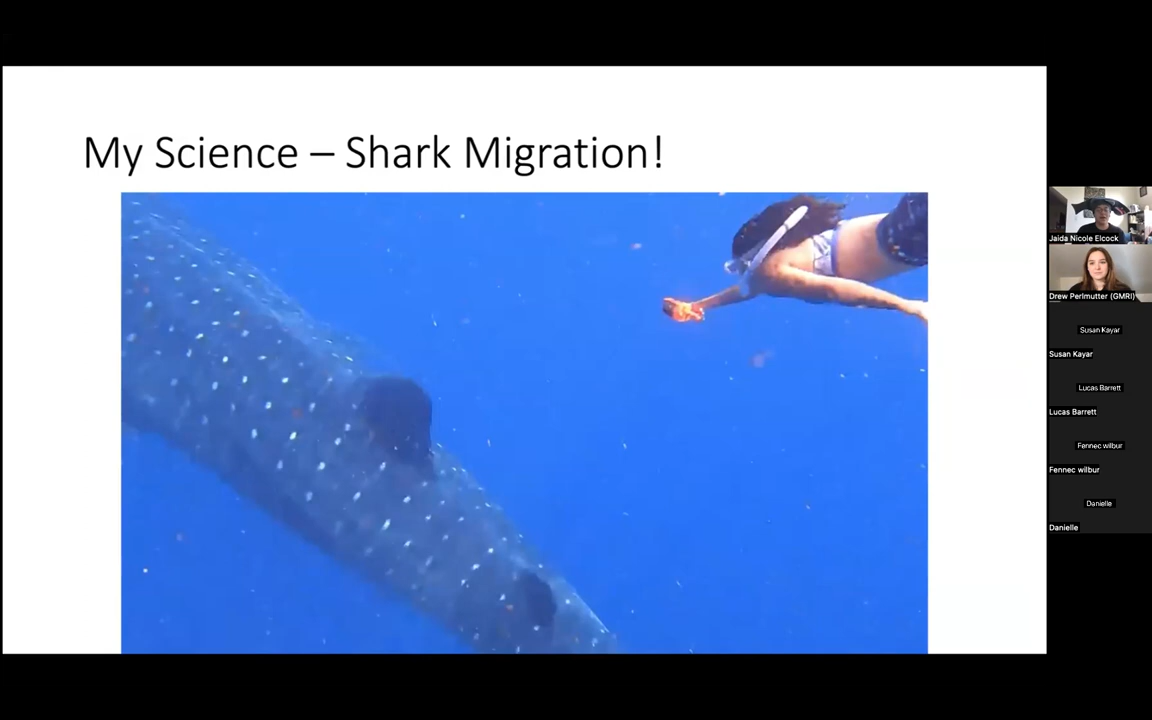 My Science – Shark Migration!
Jaida Nicole Elcock
Drew Perlmutter (GMRI)
Susan Kayar
Susan Kayar
Lucas Barrett
Lucas Barrett
Fennec wilbur
Fennec wilbur
Danielle
Danielle